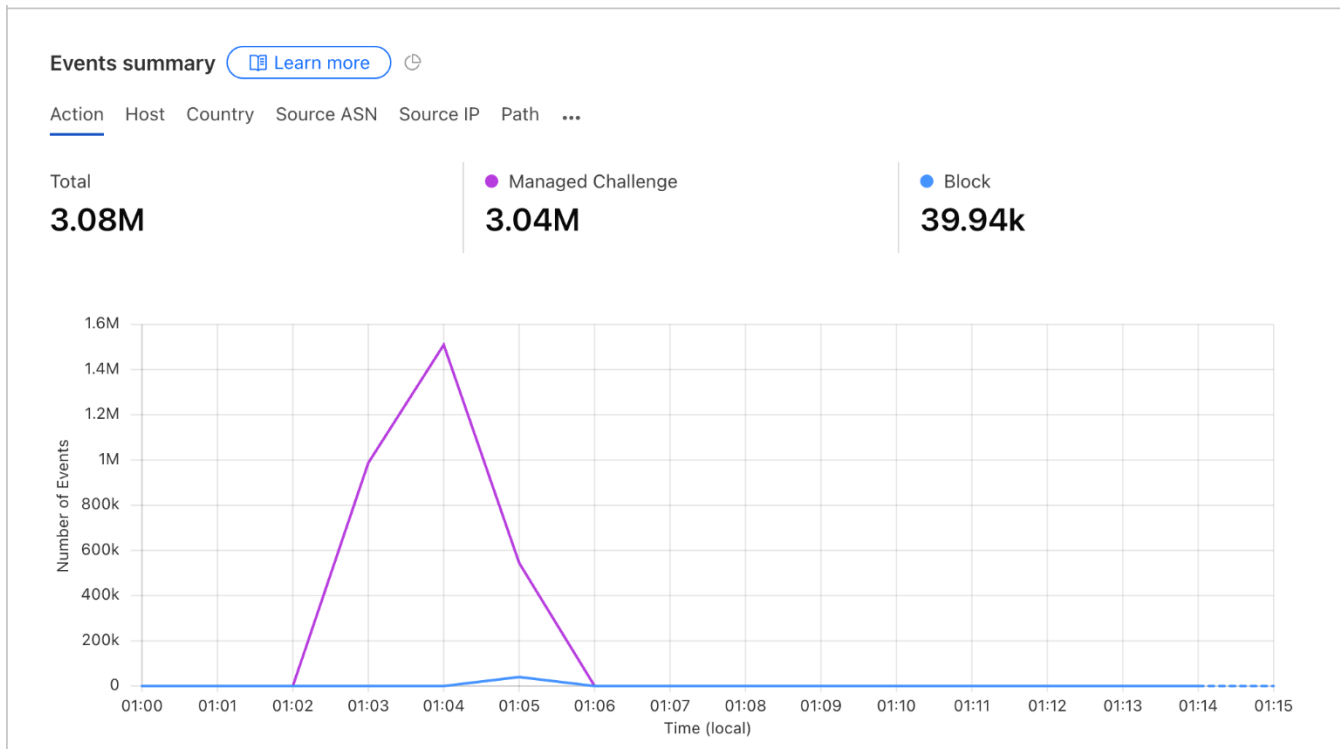 Events summary Learn more
Action Host Country Source ASN Source IP Path ...
Total Managed Challenge Block
3.08M 3.04M 39.94k
1.6M
1.4M
1.2M
1M
800k
600k
400k
200k
0
Number of Events
01:00 01:01 01:02 01:03 01:04 01:05 01:06 01:07 01:08 01:09 01:10 01:11 01:12 01:13 01:14 01:15
Time (local)